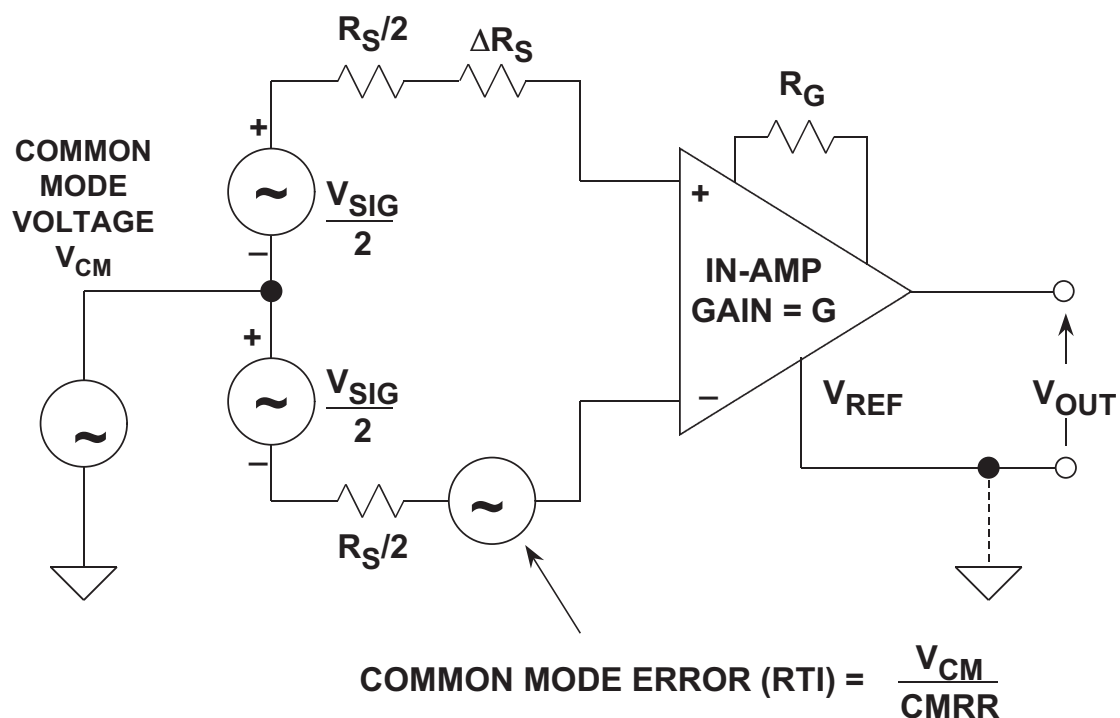 R_S/2
ΔR_S
R_G
COMMON
MODE
VOLTAGE
V_CM
+
V_SIG
2
–
+
V_SIG
2
–
~
~
~
~
R_S/2
+
IN-AMP
GAIN = G
–
V_REF
V_OUT
COMMON MODE ERROR (RTI) = V_CM
CMRR